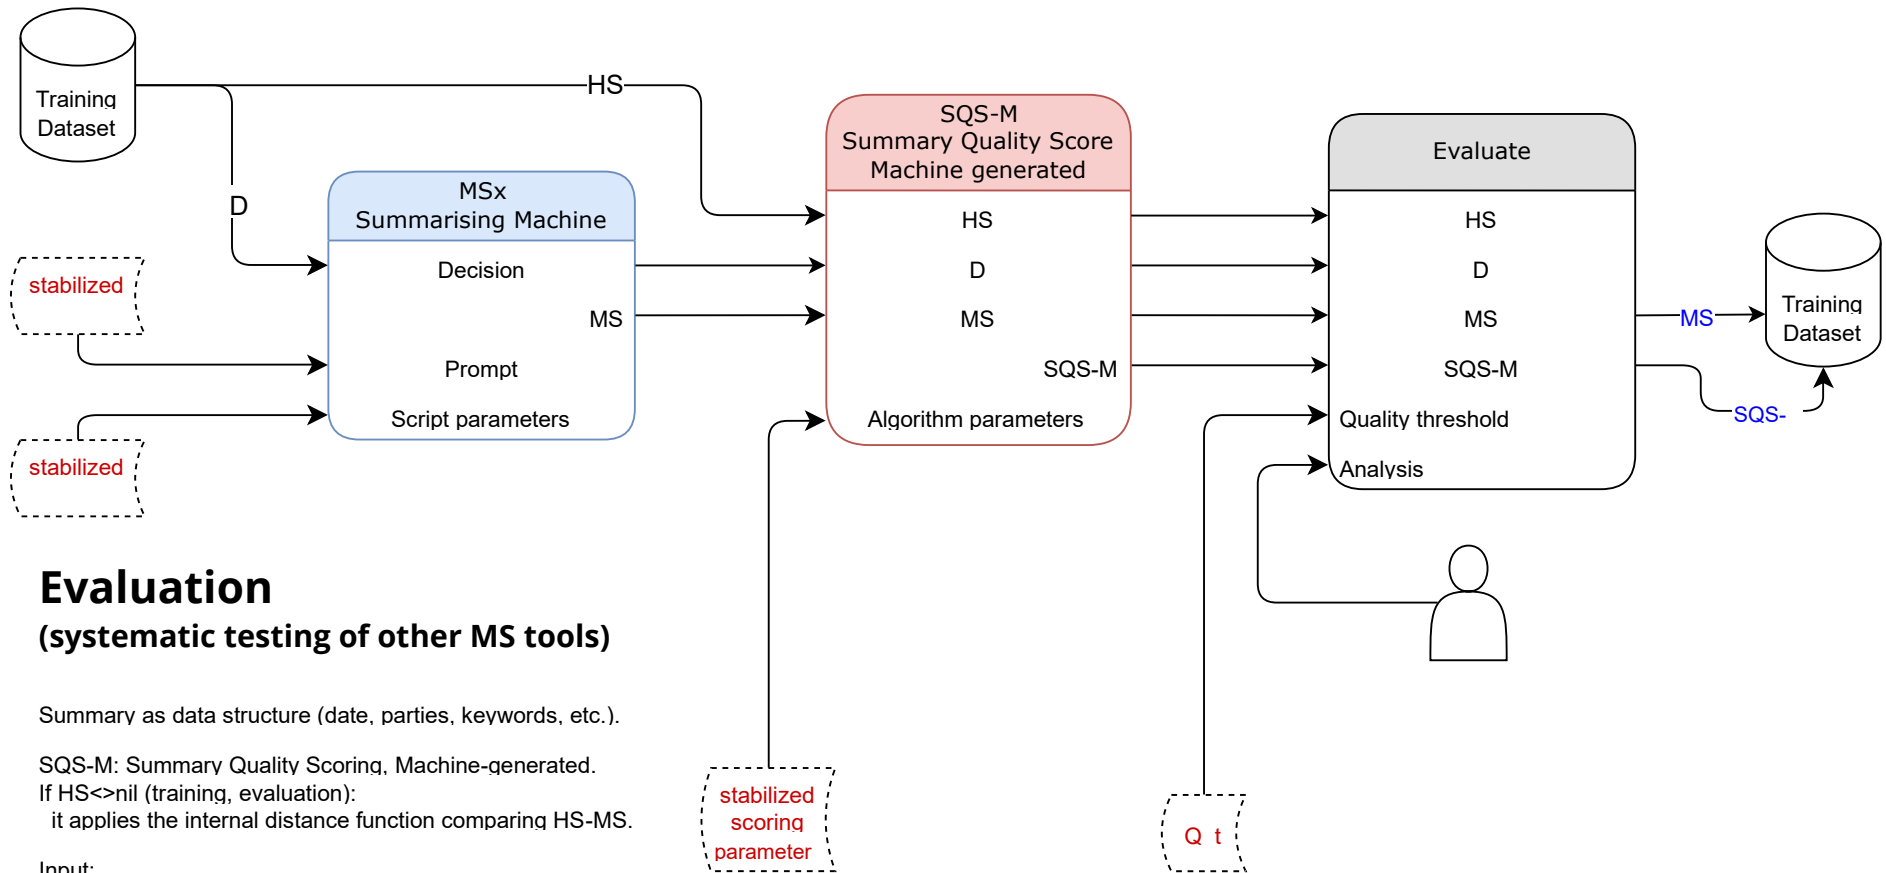 Training
Dataset
HS
D
stabilized
stabilized
MSx
Summarising Machine
Decision
MS
Prompt
Script parameters
SQS-M
Summary Quality Score
Machine generated
HS
D
MS
SQS-M
Algorithm parameters
Evaluate
HS
D
MS
SQS-M
Quality threshold
Analysis
MS
SQS-
Training
Dataset
Evaluation
(systematic testing of other MS tools)
Summary as data structure (date, parties, keywords, etc.).
SQS-M: Summary Quality Scoring, Machine-generated.
If HS<>nil (training, evaluation):
it applies the internal distance function comparing HS-MS.
Input:
stabilized
scoring
parameter
Q t